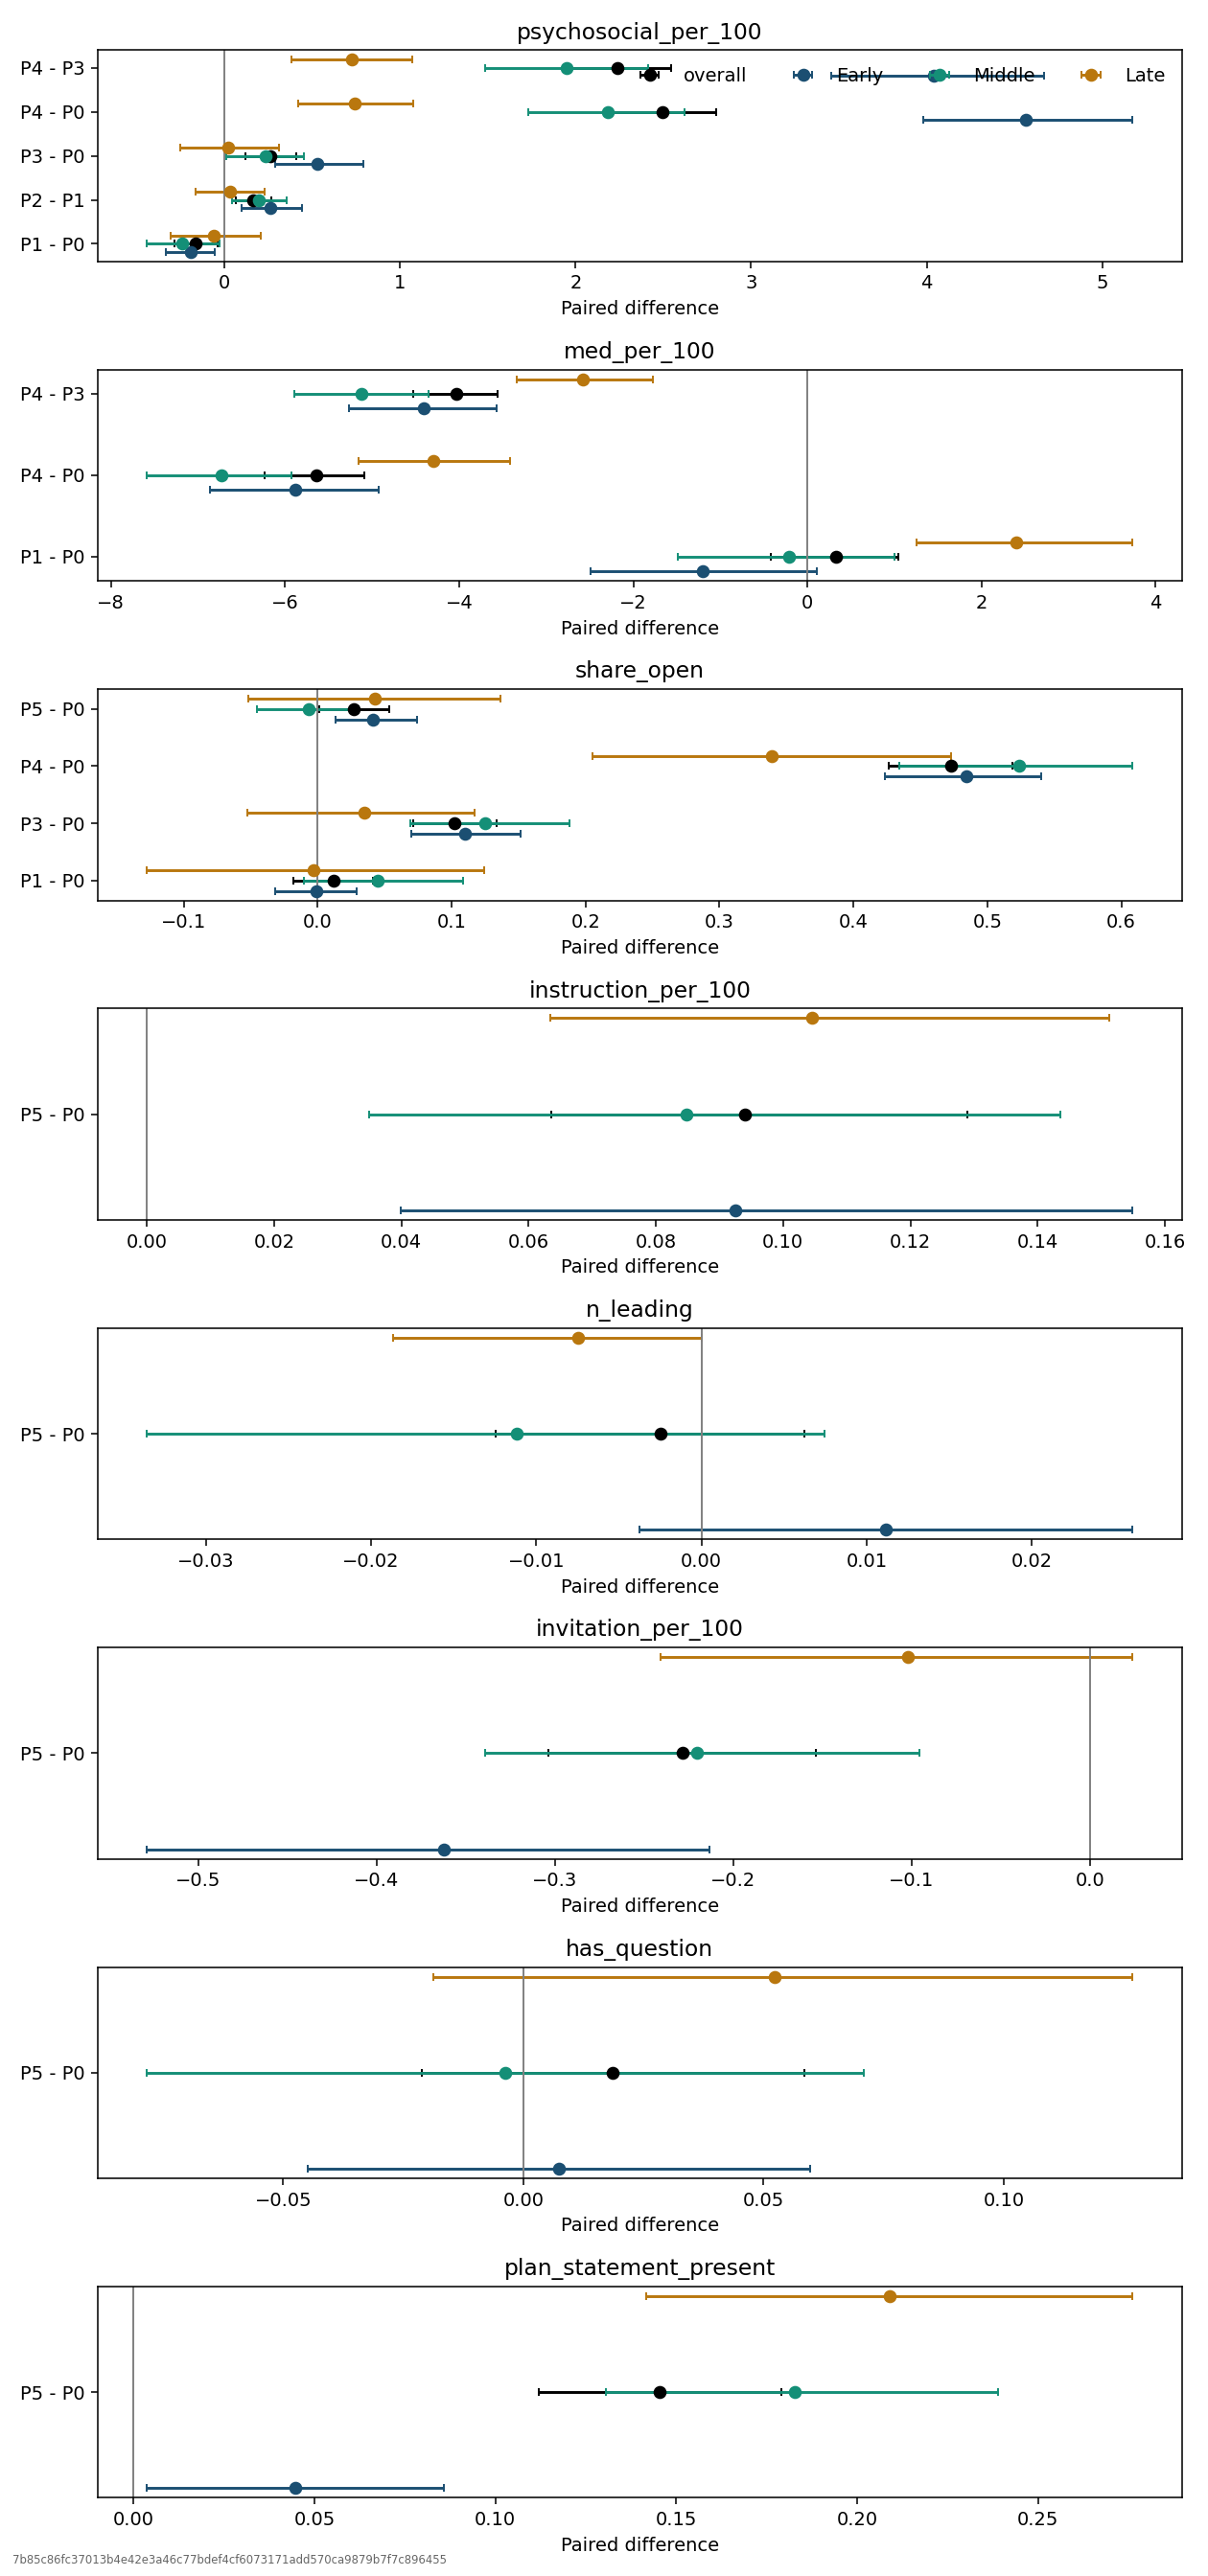 psychosocial_per_100
P4 - P3
overall Early Middle Late
P4 - P0
P3 - P0
P2 - P1
P1 - P0
0 1 2 3 4 5
Paired difference
med_per_100
P4 - P3
P4 - P0
P1 - P0
−8 −6 −4 −2 0 2 4
Paired difference
share_open
P5 - P0
P4 - P0
P3 - P0
P1 - P0
−0.1 0.0 0.1 0.2 0.3 0.4 0.5 0.6
Paired difference
instruction_per_100
P5 - P0
0.00 0.02 0.04 0.06 0.08 0.10 0.12 0.14 0.16
Paired difference
n_leading
P5 - P0
−0.03 −0.02 −0.01 0.00 0.01 0.02
Paired difference
invitation_per_100
P5 - P0
−0.5 −0.4 −0.3 −0.2 −0.1 0.0
Paired difference
has_question
P5 - P0
−0.05 0.00 0.05 0.10
Paired difference
plan_statement_present
P5 - P0
0.00 0.05 0.10 0.15 0.20 0.25
Paired difference
7b85c86fc37013b4e42e3a46c77bdef4cf6073171add570ca9879b7f7c896455